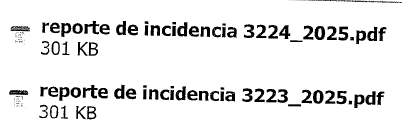 reporte de incidencia 3224_2025.pdf
301 KB
reporte de incidencia 3223_2025.pdf
301 KB